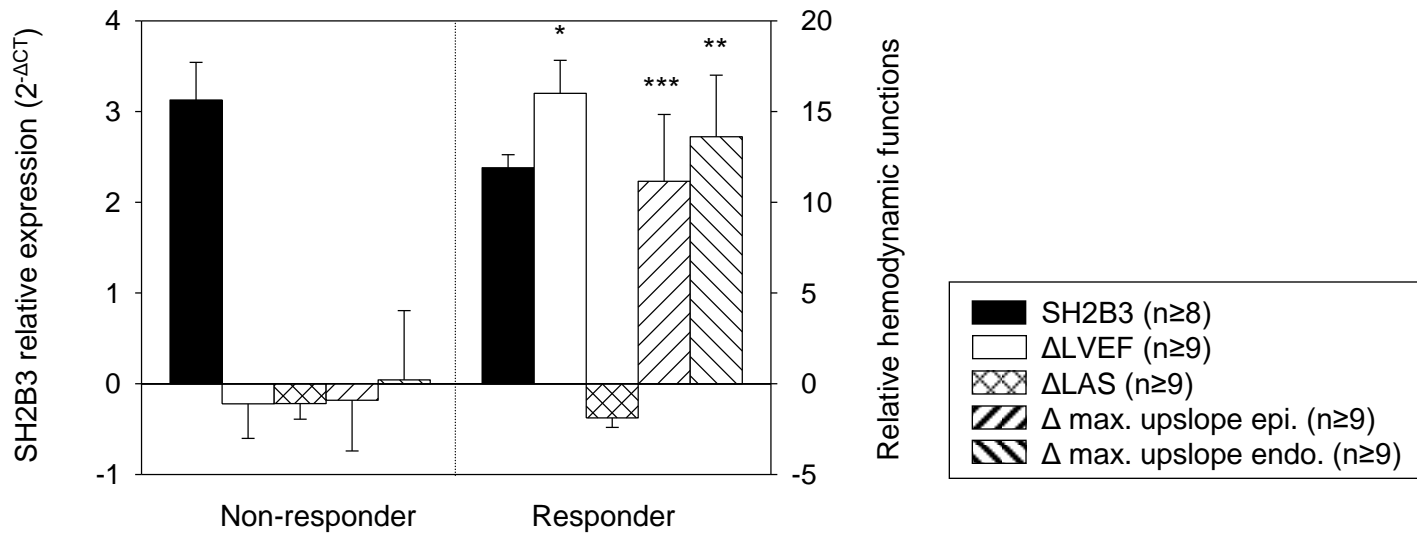 SH2B3 relative expression (2-ΔCT)
4
3
2
1
0
-1
*
***
**
20
15
10
5
0
-5
Relative hemodynamic functions
Non-responder
Responder
SH2B3 (n≥8)
ΔLVEF (n≥9)
ΔLAS (n≥9)
Δ max. upslope epi. (n≥9)
Δ max. upslope endo. (n≥9)